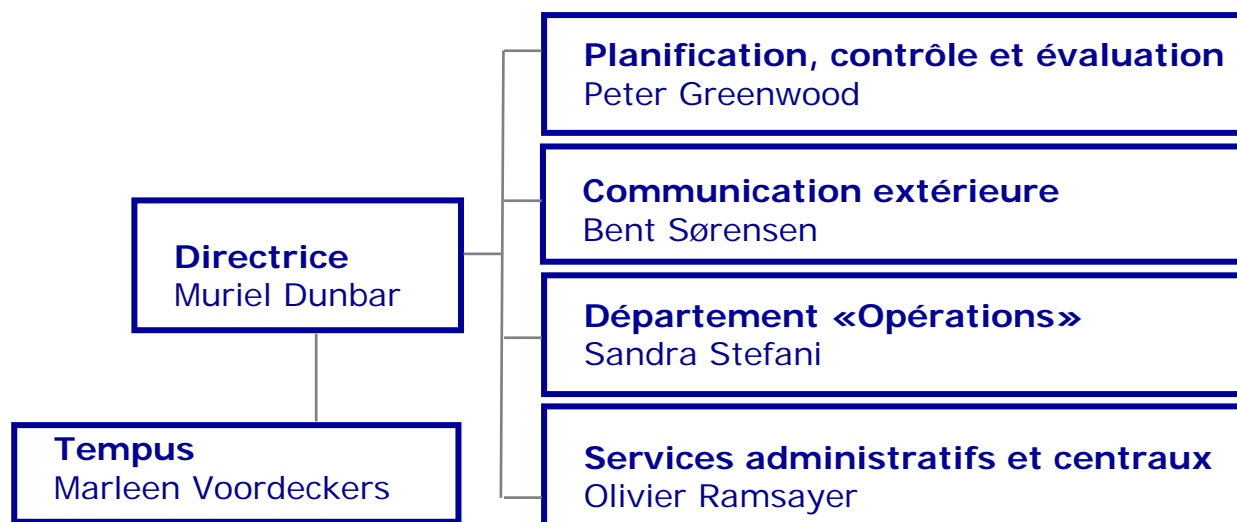 Planification, contrôle et évaluation
Peter Greenwood
Communication extérieure
Bent Sørensen
Directrice
Muriel Dunbar
Département «Opérations»
Sandra Stefani
Tempus
Marleen Voordeckers
Services administratifs et centraux
Olivier Ramsayer